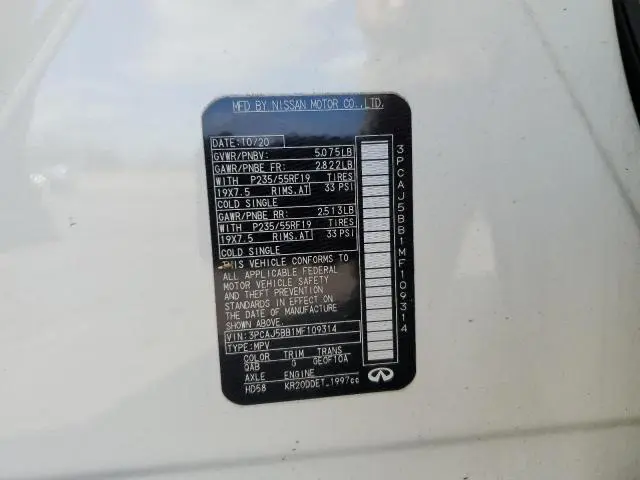 MFD BY NISSAN MOTOR CO.,LTD.
DATE: 10/20
GVWR/PNBV: 5,075LB
GAWR/PNBE FR: 2,822LB
WITH P235/55RF19 TIRES
19X7.5 RIMS.AT 33 PSI
COLD SINGLE
GAWR/PNBE RR: 2,513LB
WITH P235/55RF19 TIRES
19X7.5 RIMS.AT 33 PSI
COLD SINGLE
THIS VEHICLE CONFORMS TO
ALL APPLICABLE FEDERAL
MOTOR VEHICLE SAFETY
AND THEFT PREVENTION
STANDARDS IN EFFECT ON
THE DATE OF MANUFACTURE
SHOWN ABOVE.
VIN: 3PCAJ5BB1MF109314
TYPE: MPV
COLOR TRIM TRANS
QAB G GE0F10A
AXLE ENGINE
HD58 KR20DDET 1997cc
3PCAJ5BB1MF109314